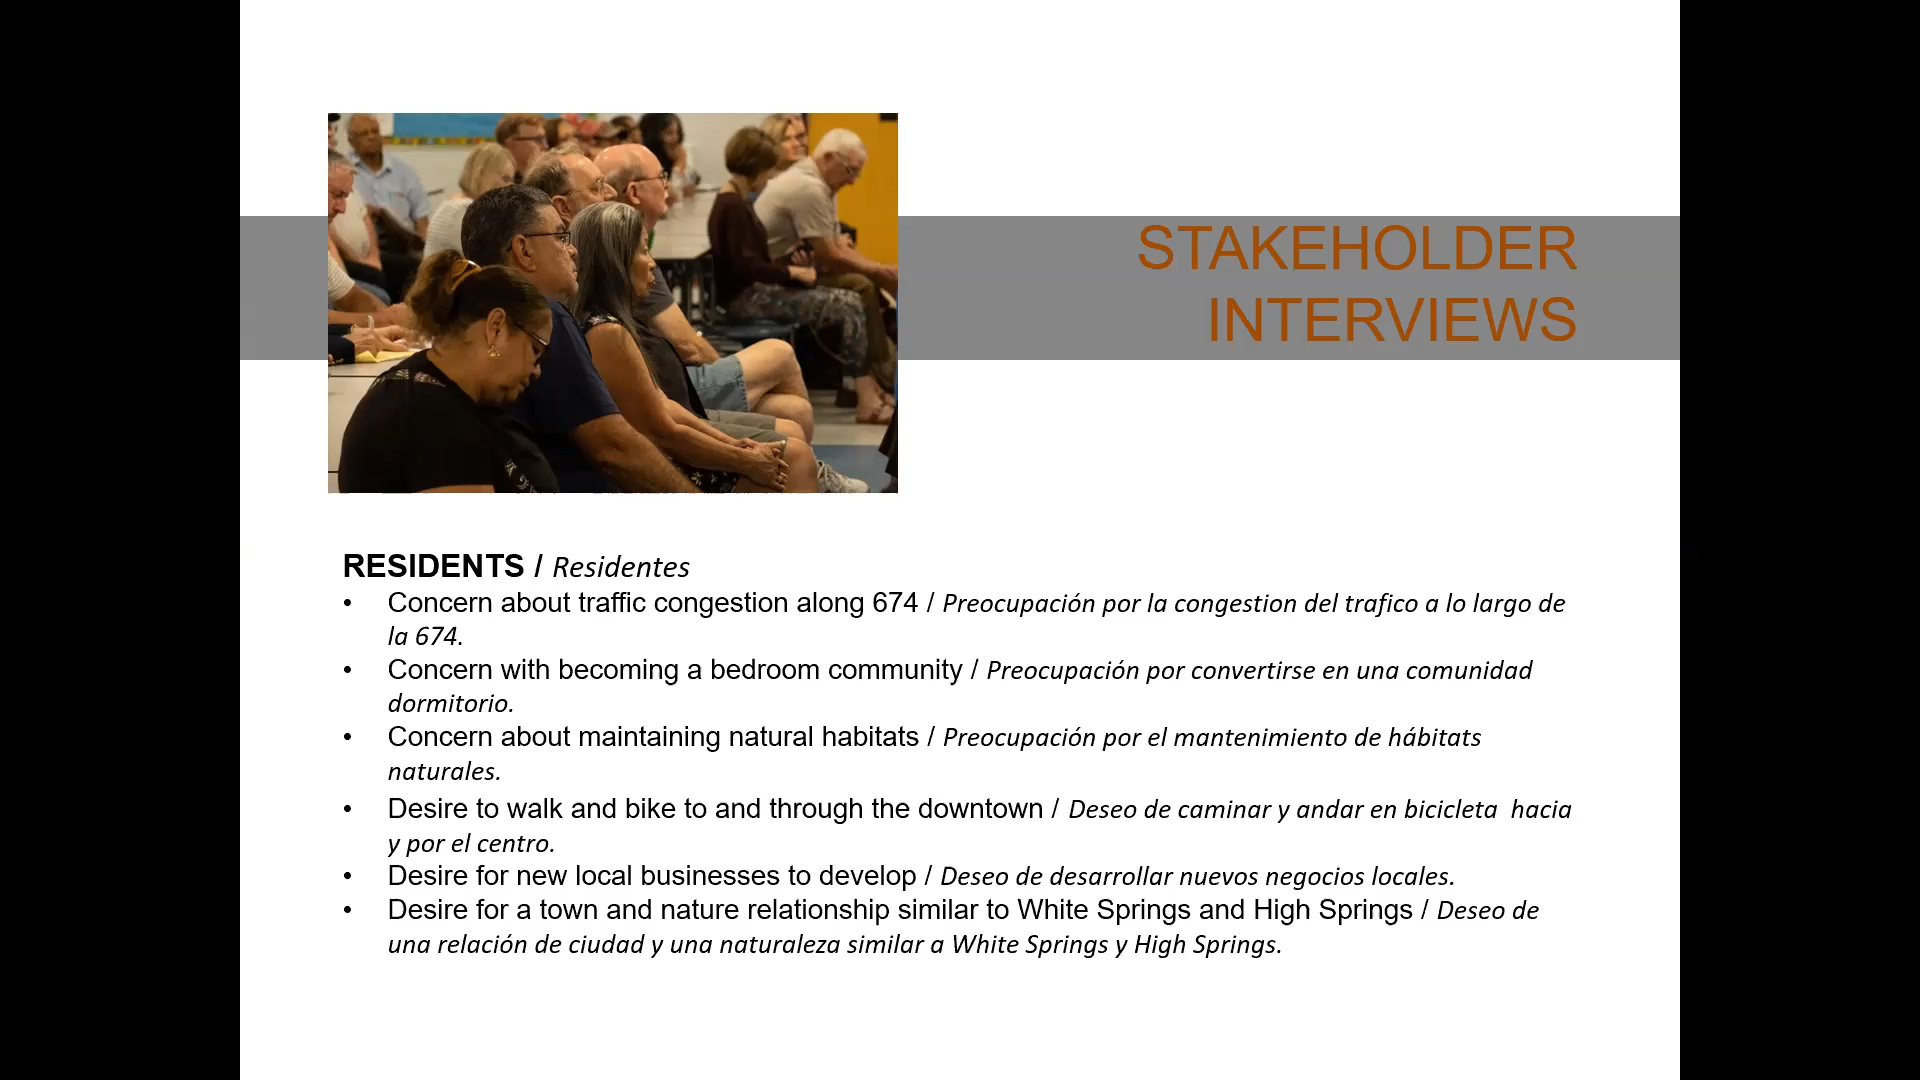 STAKEHOLDER
INTERVIEWS
RESIDENTS / Residentes
• Concern about traffic congestion along 674 / Preocupación por la congestion del trafico a lo largo de
la 674.
• Concern with becoming a bedroom community / Preocupación por convertirse en una comunidad
dormitorio.
• Concern about maintaining natural habitats / Preocupación por el mantenimiento de hábitats
naturales.
• Desire to walk and bike to and through the downtown / Deseo de caminar y andar en bicicleta  hacia
y por el centro.
• Desire for new local businesses to develop / Deseo de desarrollar nuevos negocios locales.
• Desire for a town and nature relationship similar to White Springs and High Springs / Deseo de
una relación de ciudad y una naturaleza similar a White Springs y High Springs.